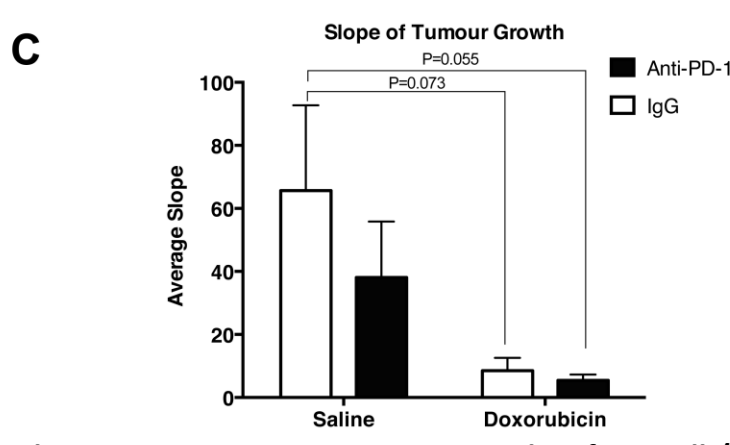 C
Slope of Tumour Growth
P=0.055
P=0.073
Anti-PD-1
IgG
Average Slope
100
80
60
40
20
0
Saline
Doxorubicin